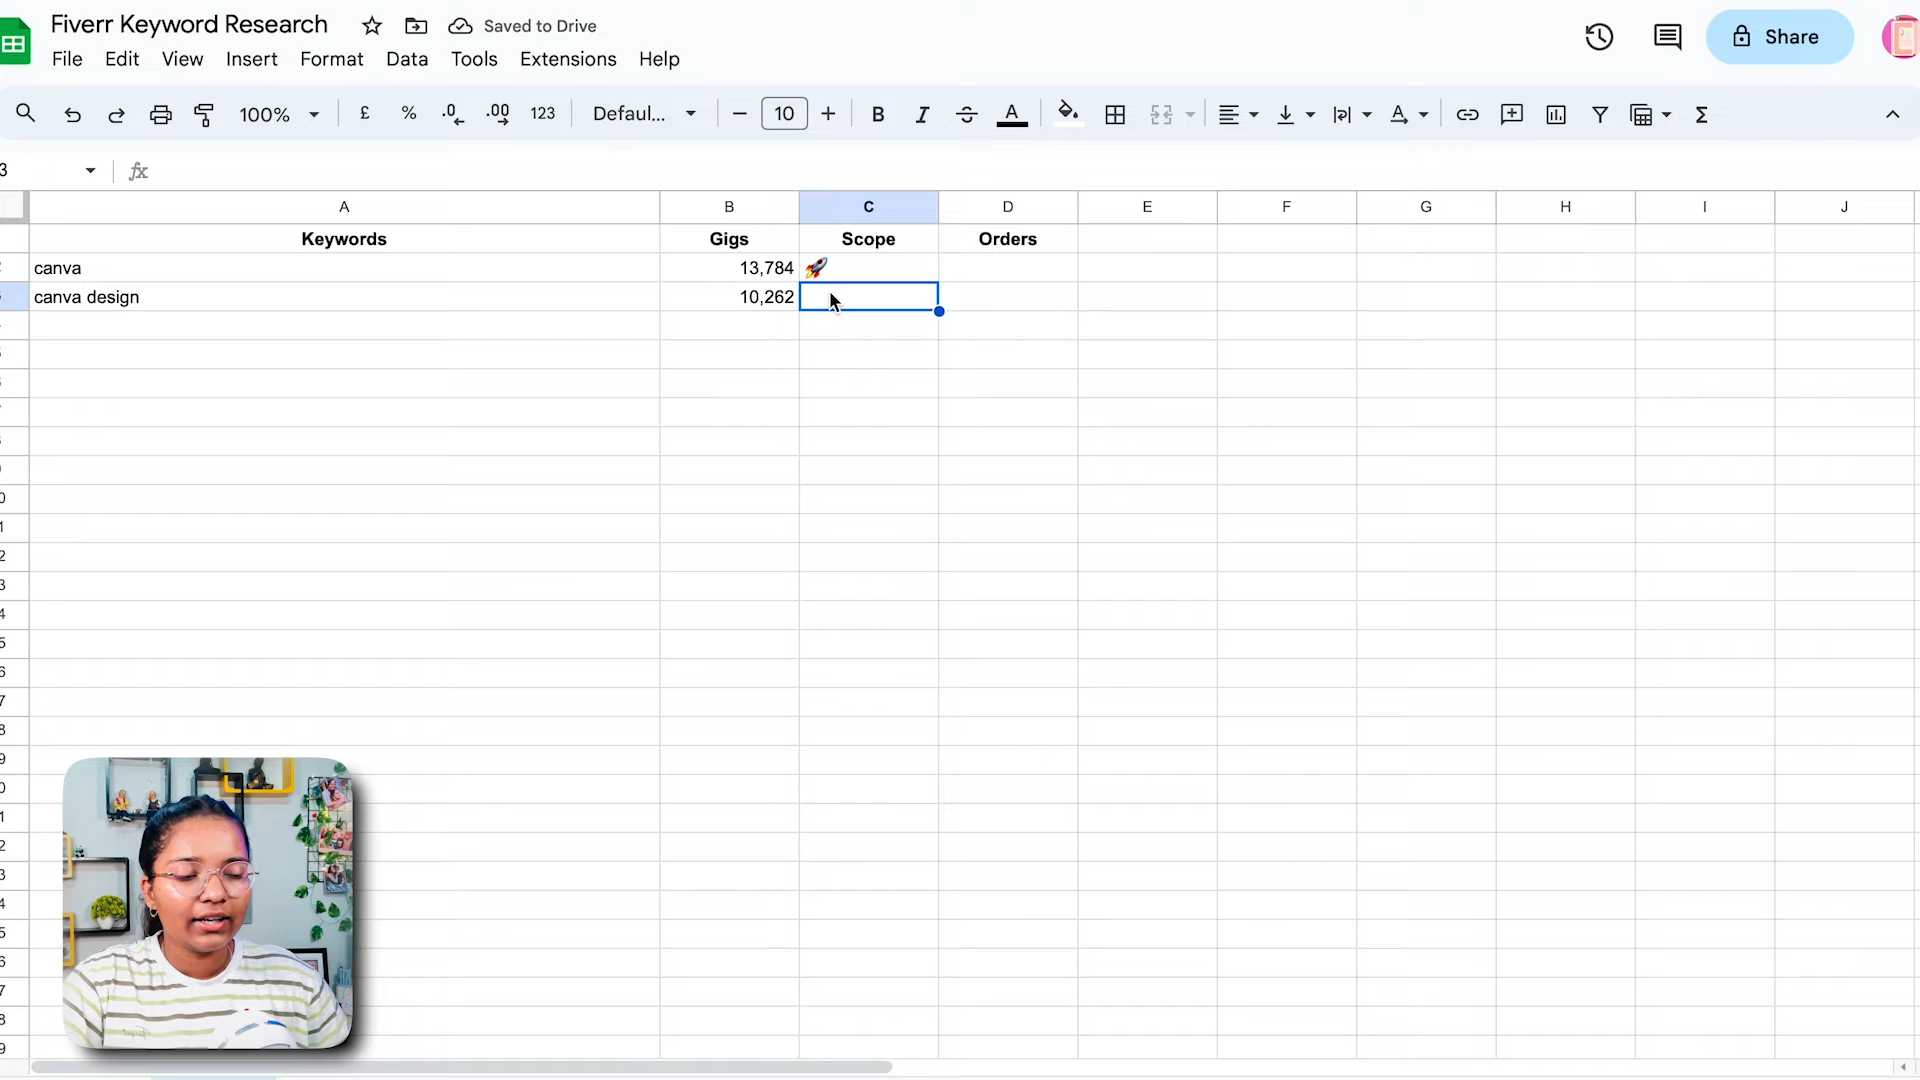 Fiverr Keyword Research
Saved to Drive
File Edit View Insert Format Data Tools Extensions Help
Share
100% £ % .0 .00 123 Defaul... 10 B I A A Σ
3 fx
A B C D E F G H I J
Keywords Gigs Scope Orders
canva 13,784 🚀
canva design 10,262